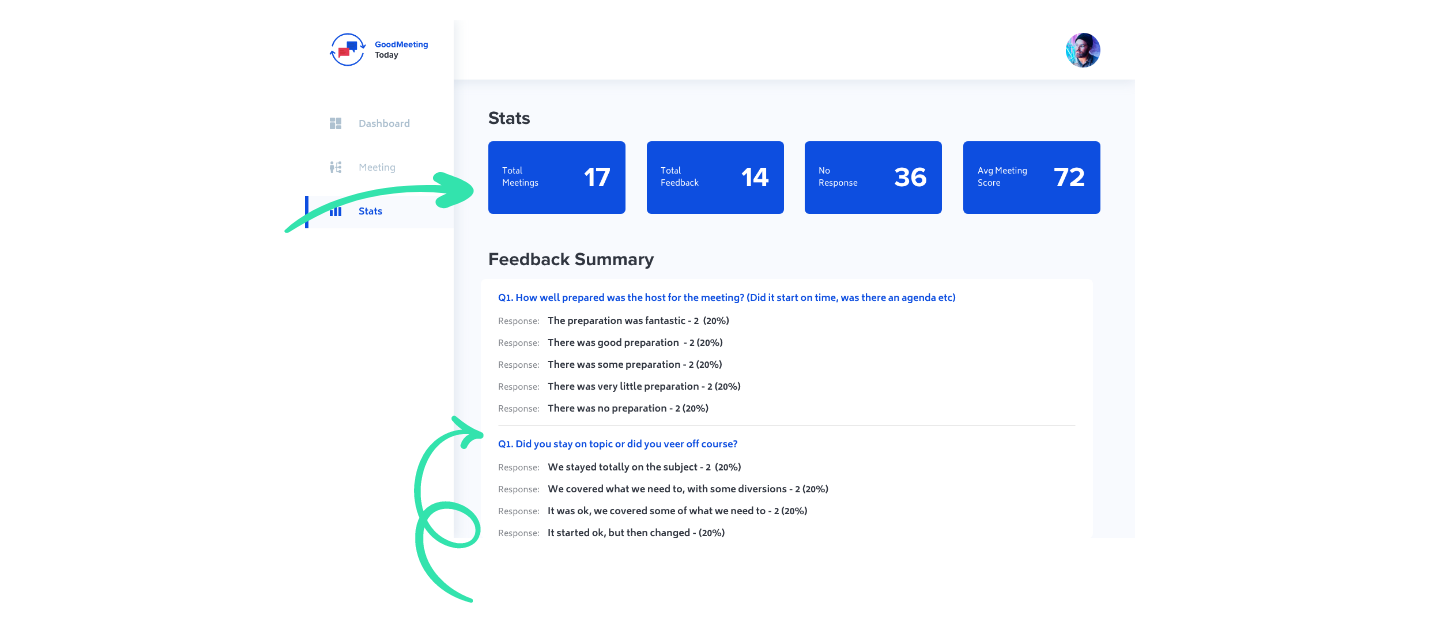 GoodMeeting
Today
Dashboard
Meeting
Stats
Stats
Total
Meetings
17
Total
Feedback
14
No
Response
36
Avg Meeting
Score
72
Feedback Summary
Q1. How well prepared was the host for the meeting? (Did it start on time, was there an agenda etc)
Response: The preparation was fantastic - 2 (20%)
Response: There was good preparation - 2 (20%)
Response: There was some preparation - 2 (20%)
Response: There was very little preparation - 2 (20%)
Response: There was no preparation - 2 (20%)
Q1. Did you stay on topic or did you veer off course?
Response: We stayed totally on the subject - 2 (20%)
Response: We covered what we need to, with some diversions - 2 (20%)
Response: It was ok, we covered some of what we need to - 2 (20%)
Response: It started ok, but then changed - (20%)